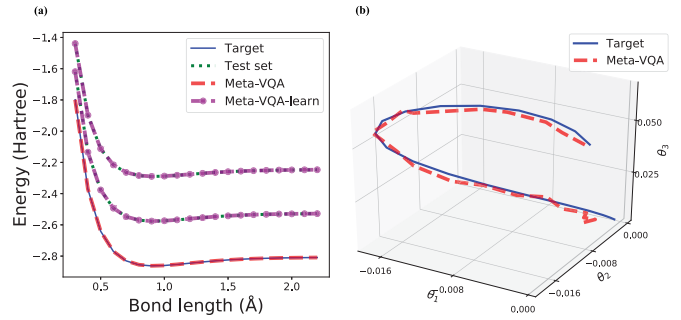 (a)
Energy (Hartree)
−1.4
−1.6
−1.8
−2.0
−2.2
−2.4
−2.6
−2.8
Target
Test set
Meta-VQA
Meta-VQA-learn
0.5 1.0 1.5 2.0
Bond length (Å)
(b)
Target
Meta-VQA
0.050
0.025
θ3
0.000
−0.008
−0.016
θ2
−0.016
−0.008
0.000
θ1